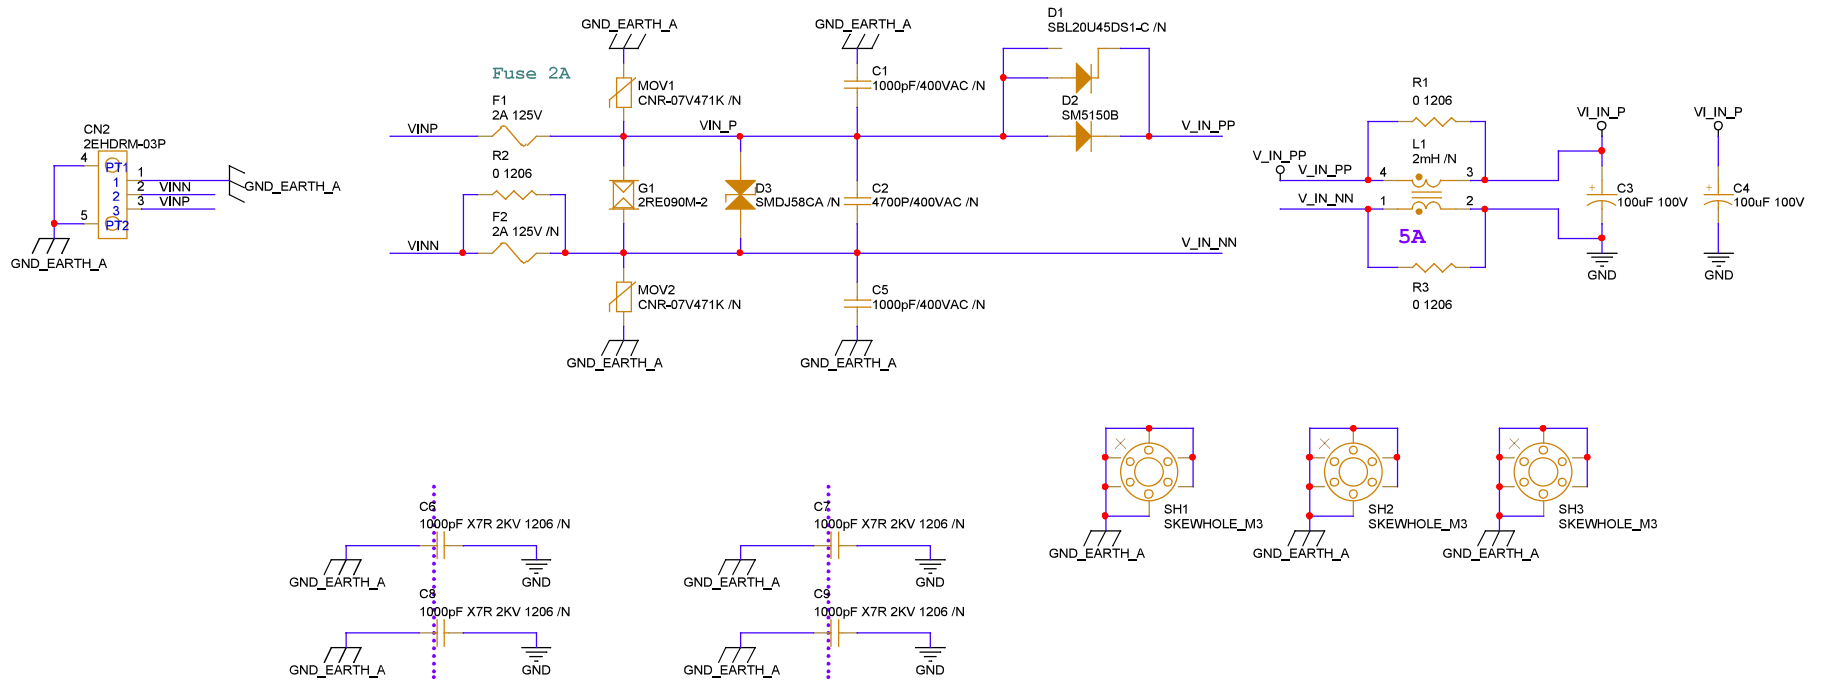 CN2
2EHDRM-03P
4
PT1
1
1
2
VINN
2
3
VINP
3
5
PT2
GND_EARTH_A
GND_EARTH_A
Fuse 2A
F1
2A 125V
VINP
R2
0 1206
F2
2A 125V /N
VINN
GND_EARTH_A
MOV1
CNR-07V471K /N
VIN_P
G1
2RE090M-2
D3
SMDJ58CA /N
MOV2
CNR-07V471K /N
GND_EARTH_A
GND_EARTH_A
C1
1000pF/400VAC /N
C2
4700P/400VAC /N
C5
1000pF/400VAC /N
GND_EARTH_A
D1
SBL20U45DS1-C /N
D2
SM5150B
V_IN_PP
V_IN_NN
R1
0 1206
L1
2mH /N
V_IN_PP
V_IN_PP
4
3
V_IN_NN
1
2
5A
R3
0 1206
VI_IN_P
C3
100uF 100V
GND
VI_IN_P
C4
100uF 100V
GND
SH1
SKEWHOLE_M3
GND_EARTH_A
SH2
SKEWHOLE_M3
GND_EARTH_A
SH3
SKEWHOLE_M3
GND_EARTH_A
C6
1000pF X7R 2KV 1206 /N
GND_EARTH_A
GND
C7
1000pF X7R 2KV 1206 /N
GND_EARTH_A
GND
C8
1000pF X7R 2KV 1206 /N
GND_EARTH_A
GND
C9
1000pF X7R 2KV 1206 /N
GND_EARTH_A
GND